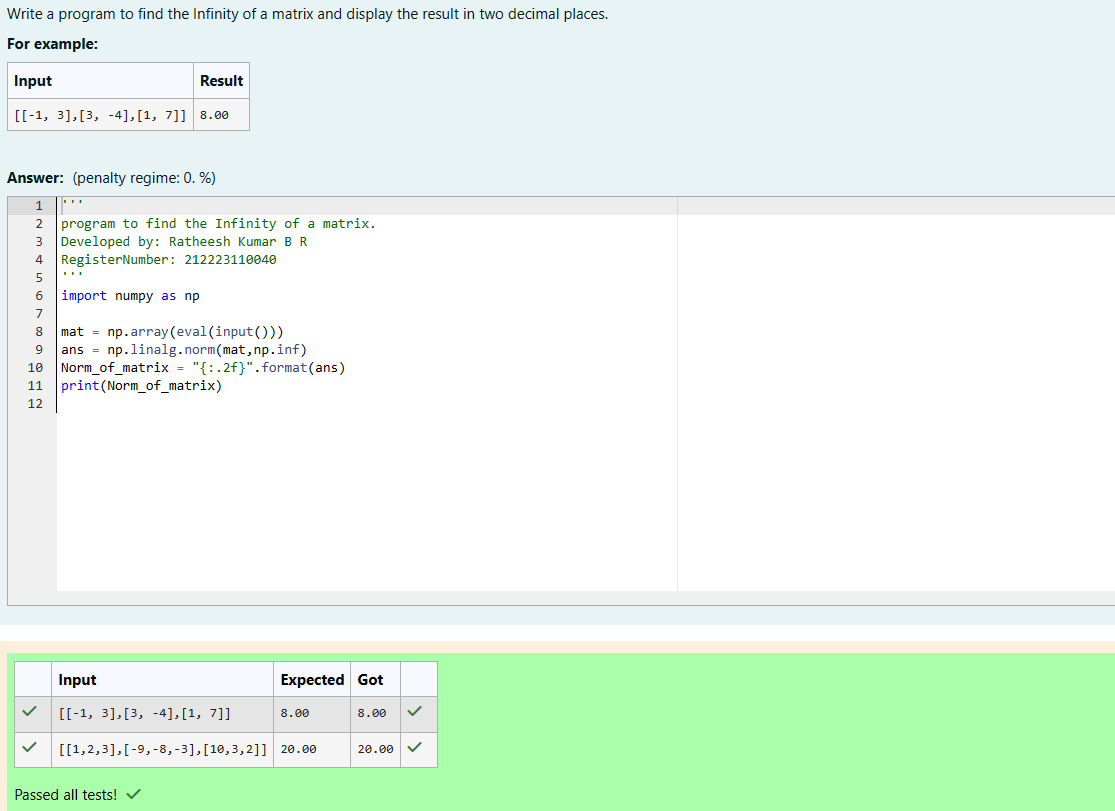 Write a program to find the Infinity of a matrix and display the result in two decimal places.
For example:
Input Result
[[-1, 3],[3, -4],[1, 7]] 8.00
Answer: (penalty regime: 0. %)
1 '''
2 program to find the Infinity of a matrix.
3 Developed by: Ratheesh Kumar B R
4 RegisterNumber: 212223110040
5 '''
6 import numpy as np
7
8 mat = np.array(eval(input()))
9 ans = np.linalg.norm(mat,np.inf)
10 Norm_of_matrix = "{:.2f}".format(ans)
11 print(Norm_of_matrix)
12
Input Expected Got
[[-1, 3],[3, -4],[1, 7]] 8.00 8.00
[[1,2,3],[-9,-8,-3],[10,3,2]] 20.00 20.00
Passed all tests!